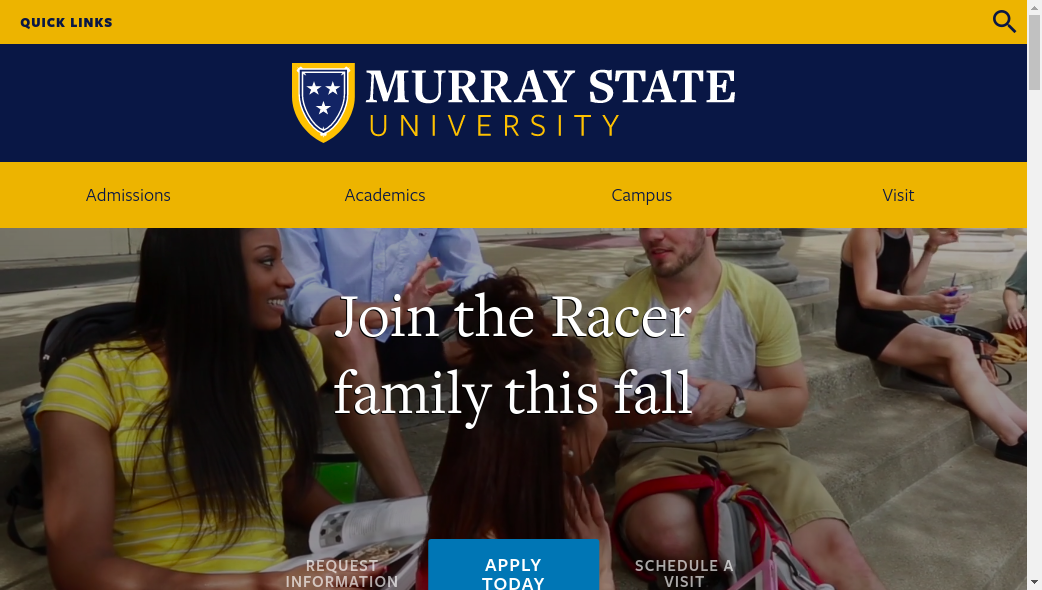 QUICK LINKS
MURRAY STATE
UNIVERSITY
Admissions
Academics
Campus
Visit
Join the Racer
family this fall
REQUEST
INFORMATION
APPLY
TODAY
SCHEDULE A
VISIT